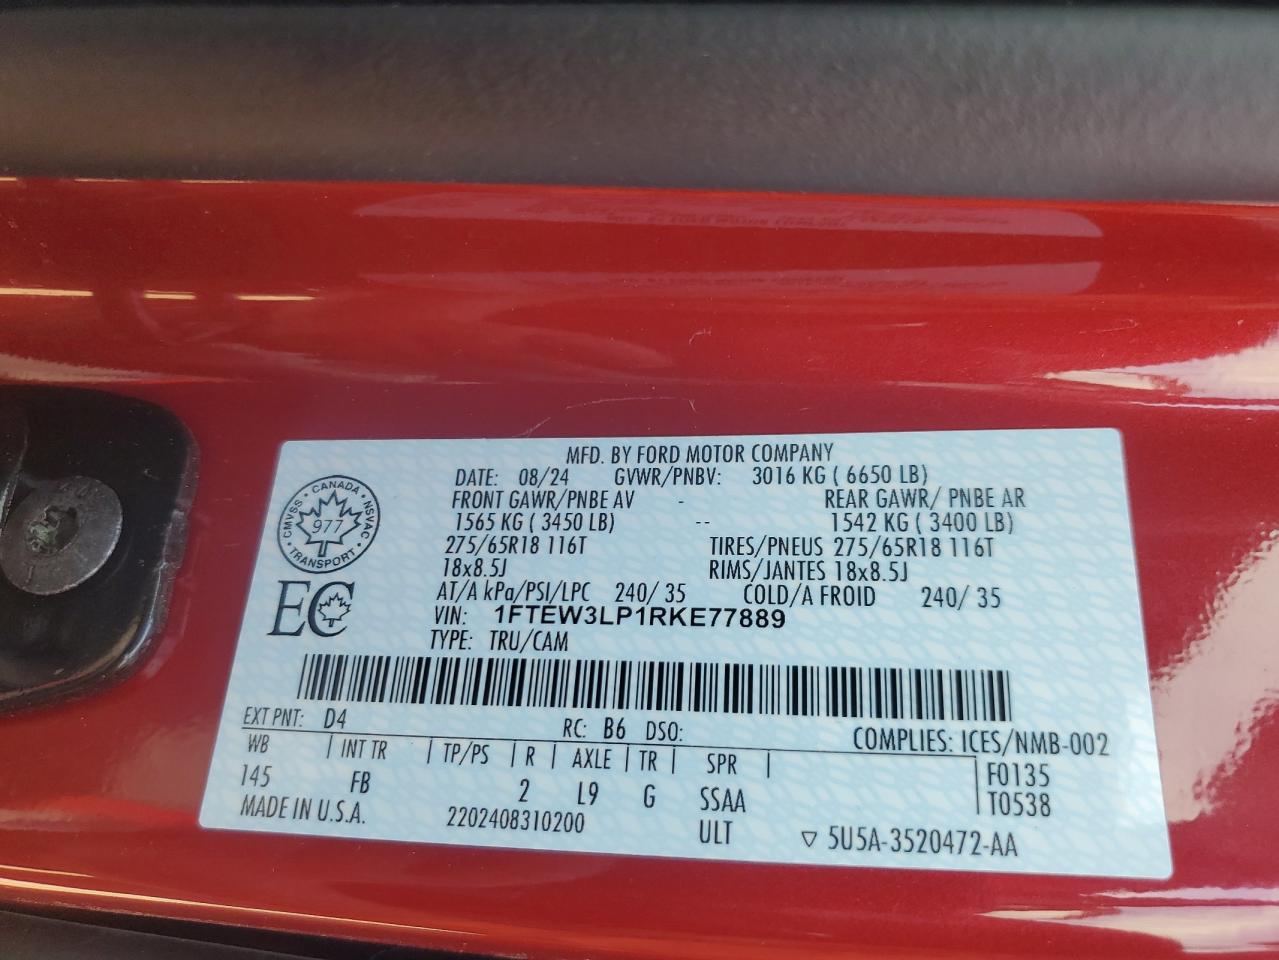 MFD. BY FORD MOTOR COMPANY
DATE: 08/24 GVWR/PNBV: 3016 KG ( 6650 LB)
FRONT GAWR/PNBE AV - REAR GAWR/ PNBE AR
1565 KG ( 3450 LB) -- 1542 KG ( 3400 LB)
275/65R18 116T TIRES/PNEUS 275/65R18 116T
18x8.5J RIMS/JANTES 18x8.5J
AT/A kPa/PSI/LPC 240/ 35 COLD/A FROID 240/ 35
VIN: 1FTEW3LP1RKE77889
TYPE: TRU/CAM
CANADA
CMVSS NSVAC
977
TRANSPORT
EC
EXT PNT: D4 RC: B6 DSO: COMPLIES: ICES/NMB-002
WB | INT TR | TP/PS | R | AXLE | TR | SPR | F0135
145 FB 2 L9 G SSAA T0538
MADE IN U.S.A. 2202408310200 ULT ▽ 5U5A-3520472-AA